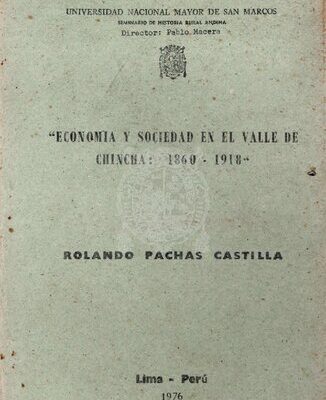 UNIVERSIDAD NACIONAL MAYOR DE SAN MARCOS
SEMINARIO DE HISTORIA RURAL ANDINA
Director: Pablo Macera
"ECONOMIA Y SOCIEDAD EN EL VALLE DE
CHINCHA: 1860 - 1918"
ROLANDO PACHAS CASTILLA
Lima - Perú
1976